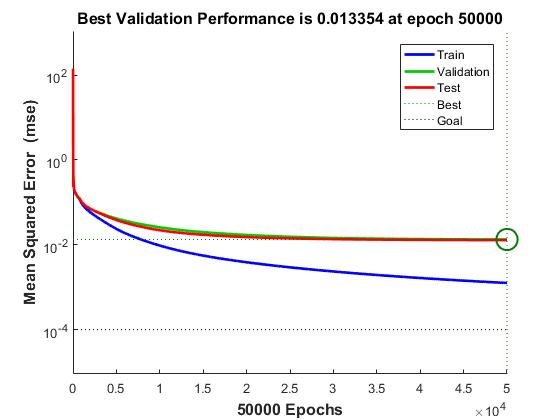 Best Validation Performance is 0.013354 at epoch 50000
Mean Squared Error  (mse)
10^2
10^0
10^-2
10^-4
Train
Validation
Test
Best
Goal
0 0.5 1 1.5 2 2.5 3 3.5 4 4.5 5
×10^4
50000 Epochs